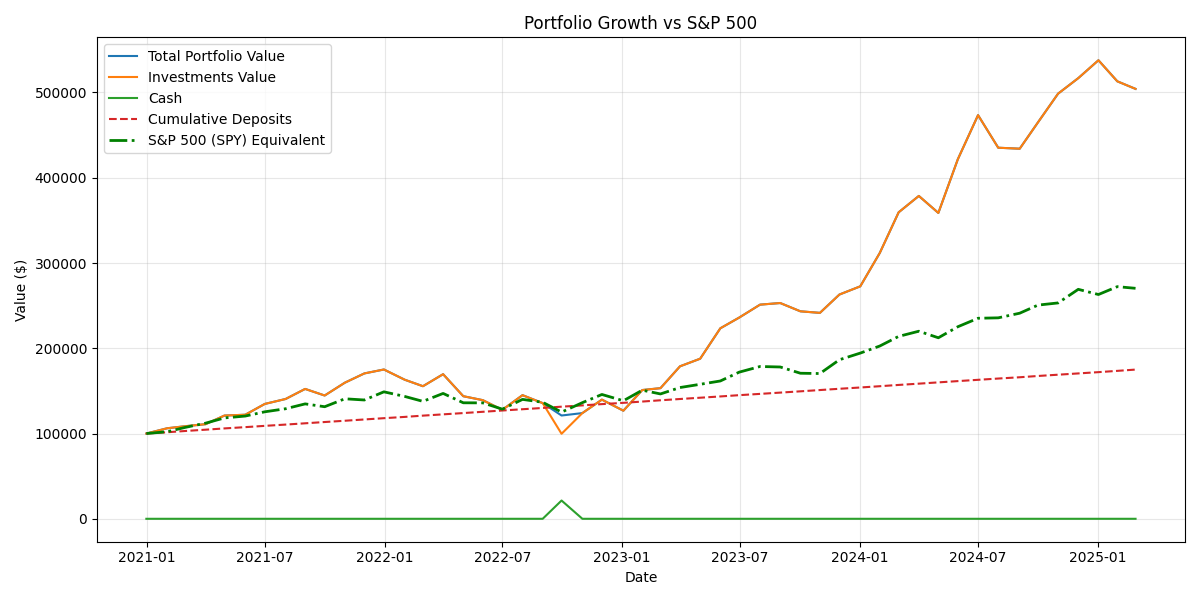 Portfolio Growth vs S&P 500
Total Portfolio Value
Investments Value
Cash
Cumulative Deposits
S&P 500 (SPY) Equivalent
Value ($)
500000
400000
300000
200000
100000
0
2021-01
2021-07
2022-01
2022-07
2023-01
2023-07
2024-01
2024-07
2025-01
Date